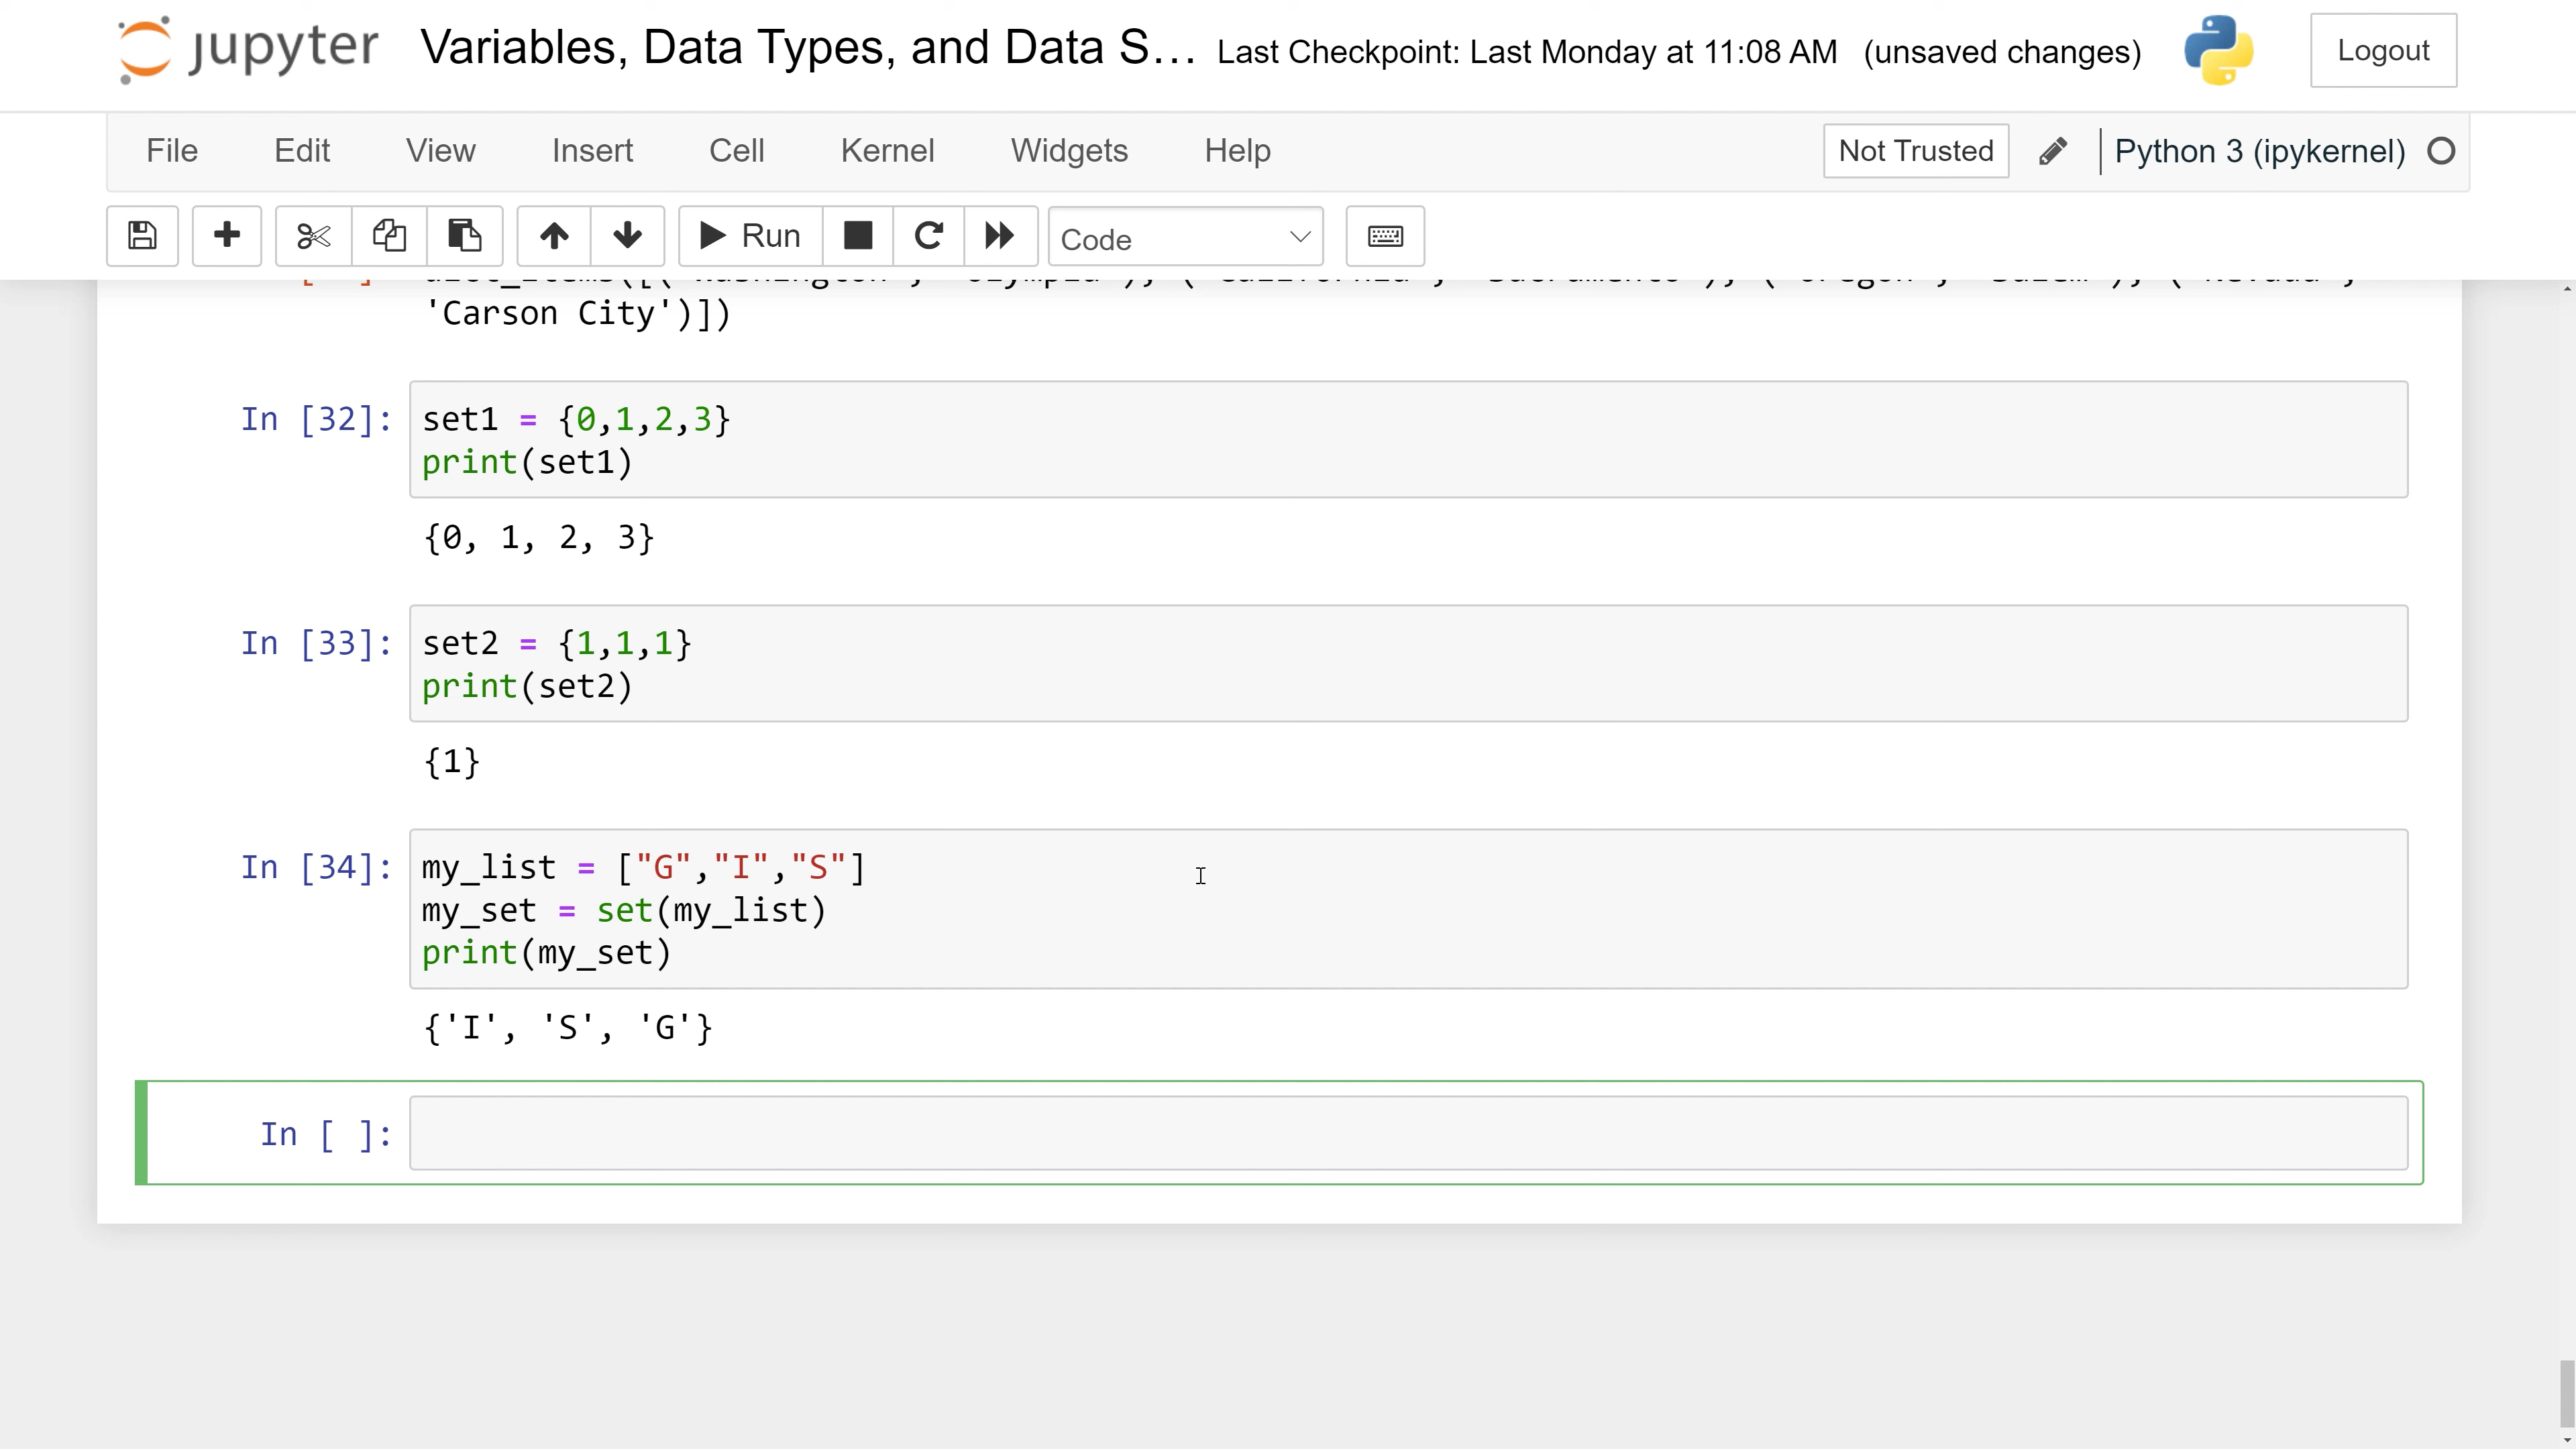 jupyter Variables, Data Types, and Data S... Last Checkpoint: Last Monday at 11:08 AM (unsaved changes) Logout
File Edit View Insert Cell Kernel Widgets Help Not Trusted Python 3 (ipykernel)
Run Code
'Carson City')])
In [32]: set1 = {0,1,2,3}
print(set1)
{0, 1, 2, 3}
In [33]: set2 = {1,1,1}
print(set2)
{1}
In [34]: my_list = ["G","I","S"]
my_set = set(my_list)
print(my_set)
{'I', 'S', 'G'}
In [ ]: